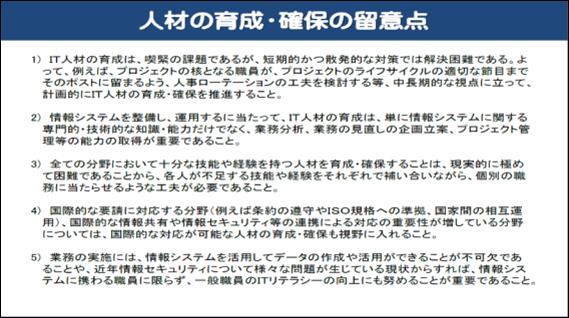 人材の育成・確保の留意点
1） IT人材の育成は、喫緊の課題であるが、短期的かつ散発的な対策では解決困難である。よ
って、例えば、プロジェクトの核となる職員が、プロジェクトのライフサイクルの適切な節目まで
そのポストに留まるよう、人事ローテーションの工夫を検討する等、中長期的な視点に立って、
計画的にIT人材の育成・確保を推進すること。
2） 情報システムを整備し、運用するに当たって、IT人材の育成は、単に情報システムに関する
専門的・技術的な知識・能力だけでなく、業務分析、業務の見直しの企画立案、プロジェクト管
理等の能力の取得が重要であること。
3） 全ての分野において十分な技能や経験を持つ人材を育成・確保することは、現実的に極め
て困難であることから、各人が不足する技能や経験をそれぞれで補い合いながら、個別の職
務に当たらせるような工夫が必要であること。
4） 国際的な要請に対応する分野（例えば条約の遵守やISO規格への準拠、国家間の相互運
用）、国際的な情報共有や情報セキュリティ等の連携による対応の重要性が増している分野
については、国際的な対応が可能な人材の育成・確保も視野に入れること。
5） 業務の実施には、情報システムを活用してデータの作成や活用ができることが不可欠であ
ることや、近年情報セキュリティについて様々な問題が生じている現状からすれば、情報システ
ムに携わる職員に限らず、一般職員のITリテラシーの向上にも努めることが重要であること。